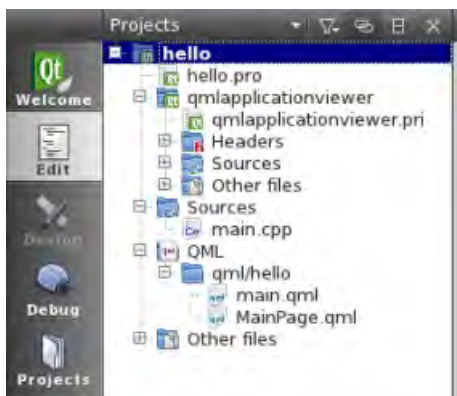 Projects
hello
hello.pro
qmlapplicationviewer
qmlapplicationviewer.pri
Headers
Sources
Other files
Sources
main.cpp
QML
qml/hello
main.qml
MainPage.qml
Other files
Qt
Welcome
Edit
Design
Debug
Projects